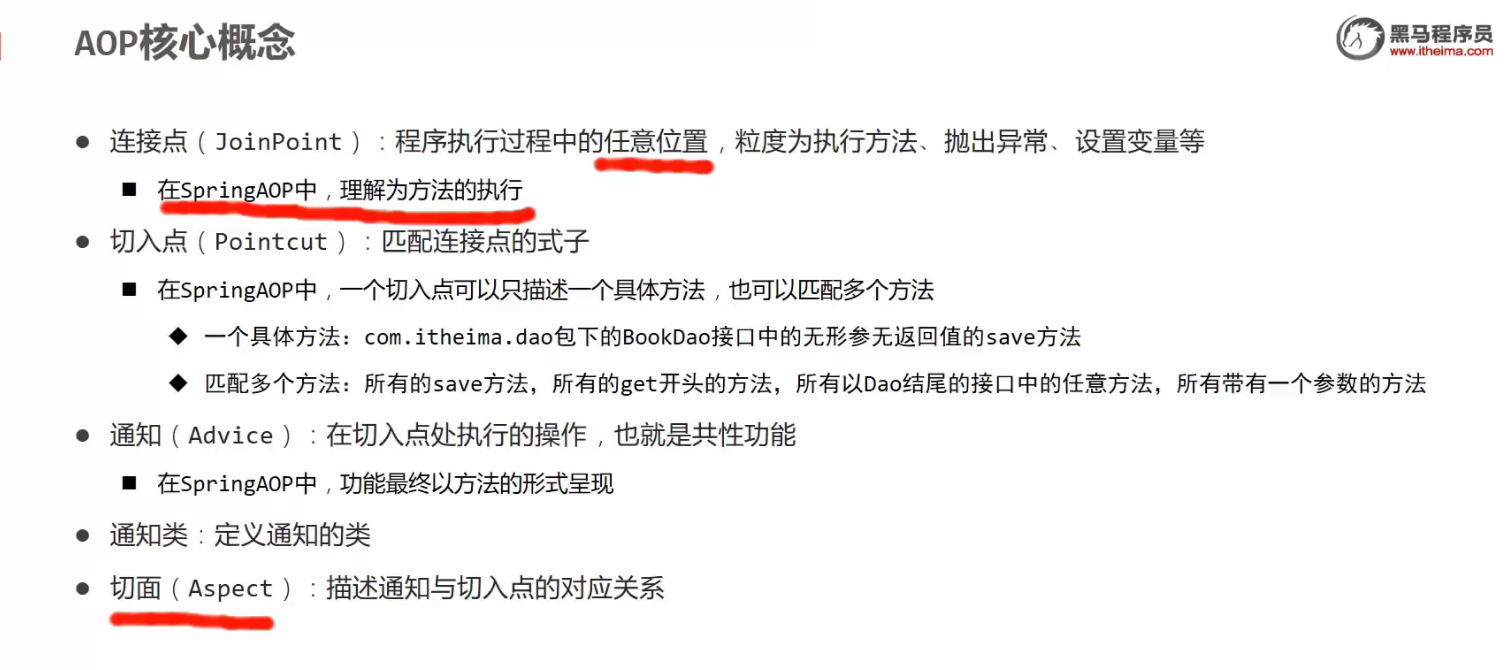 AOP核心概念
黑马程序员
www.itheima.com
连接点（JoinPoint）：程序执行过程中的任意位置，粒度为执行方法、抛出异常、设置变量等
在SpringAOP中，理解为方法的执行
切入点（Pointcut）：匹配连接点的式子
在SpringAOP中，一个切入点可以只描述一个具体方法，也可以匹配多个方法
一个具体方法：com.itheima.dao包下的BookDao接口中的无形参无返回值的save方法
匹配多个方法：所有的save方法，所有的get开头的方法，所有以Dao结尾的接口中的任意方法，所有带有一个参数的方法
通知（Advice）：在切入点处执行的操作，也就是共性功能
在SpringAOP中，功能最终以方法的形式呈现
通知类：定义通知的类
切面（Aspect）：描述通知与切入点的对应关系